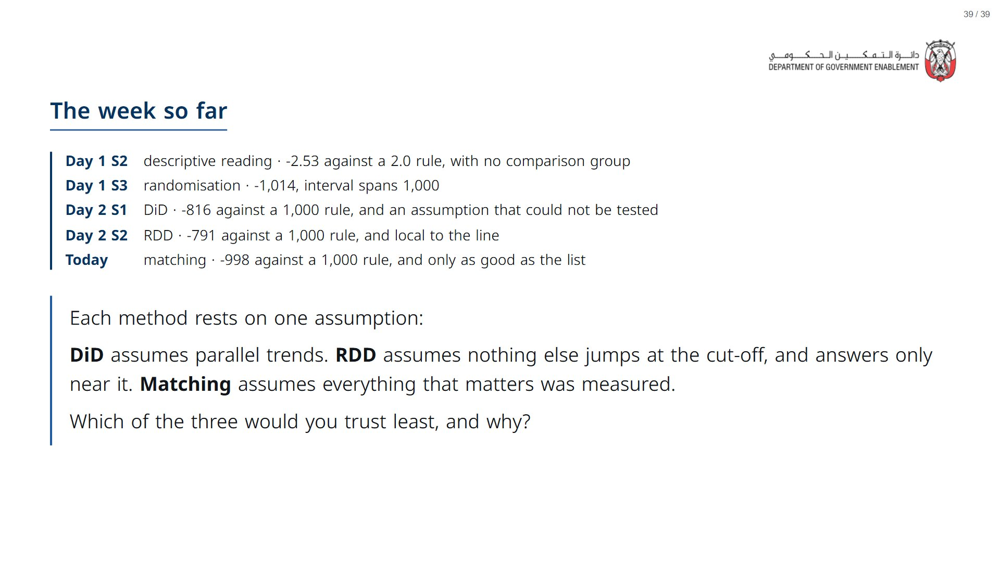 39 / 39
دائرة التمكين الحكومي
DEPARTMENT OF GOVERNMENT ENABLEMENT
The week so far
Day 1 S2 descriptive reading · -2.53 against a 2.0 rule, with no comparison group
Day 1 S3 randomisation · -1,014, interval spans 1,000
Day 2 S1 DiD · -816 against a 1,000 rule, and an assumption that could not be tested
Day 2 S2 RDD · -791 against a 1,000 rule, and local to the line
Today matching · -998 against a 1,000 rule, and only as good as the list
Each method rests on one assumption:
DiD assumes parallel trends. RDD assumes nothing else jumps at the cut-off, and answers only
near it. Matching assumes everything that matters was measured.
Which of the three would you trust least, and why?